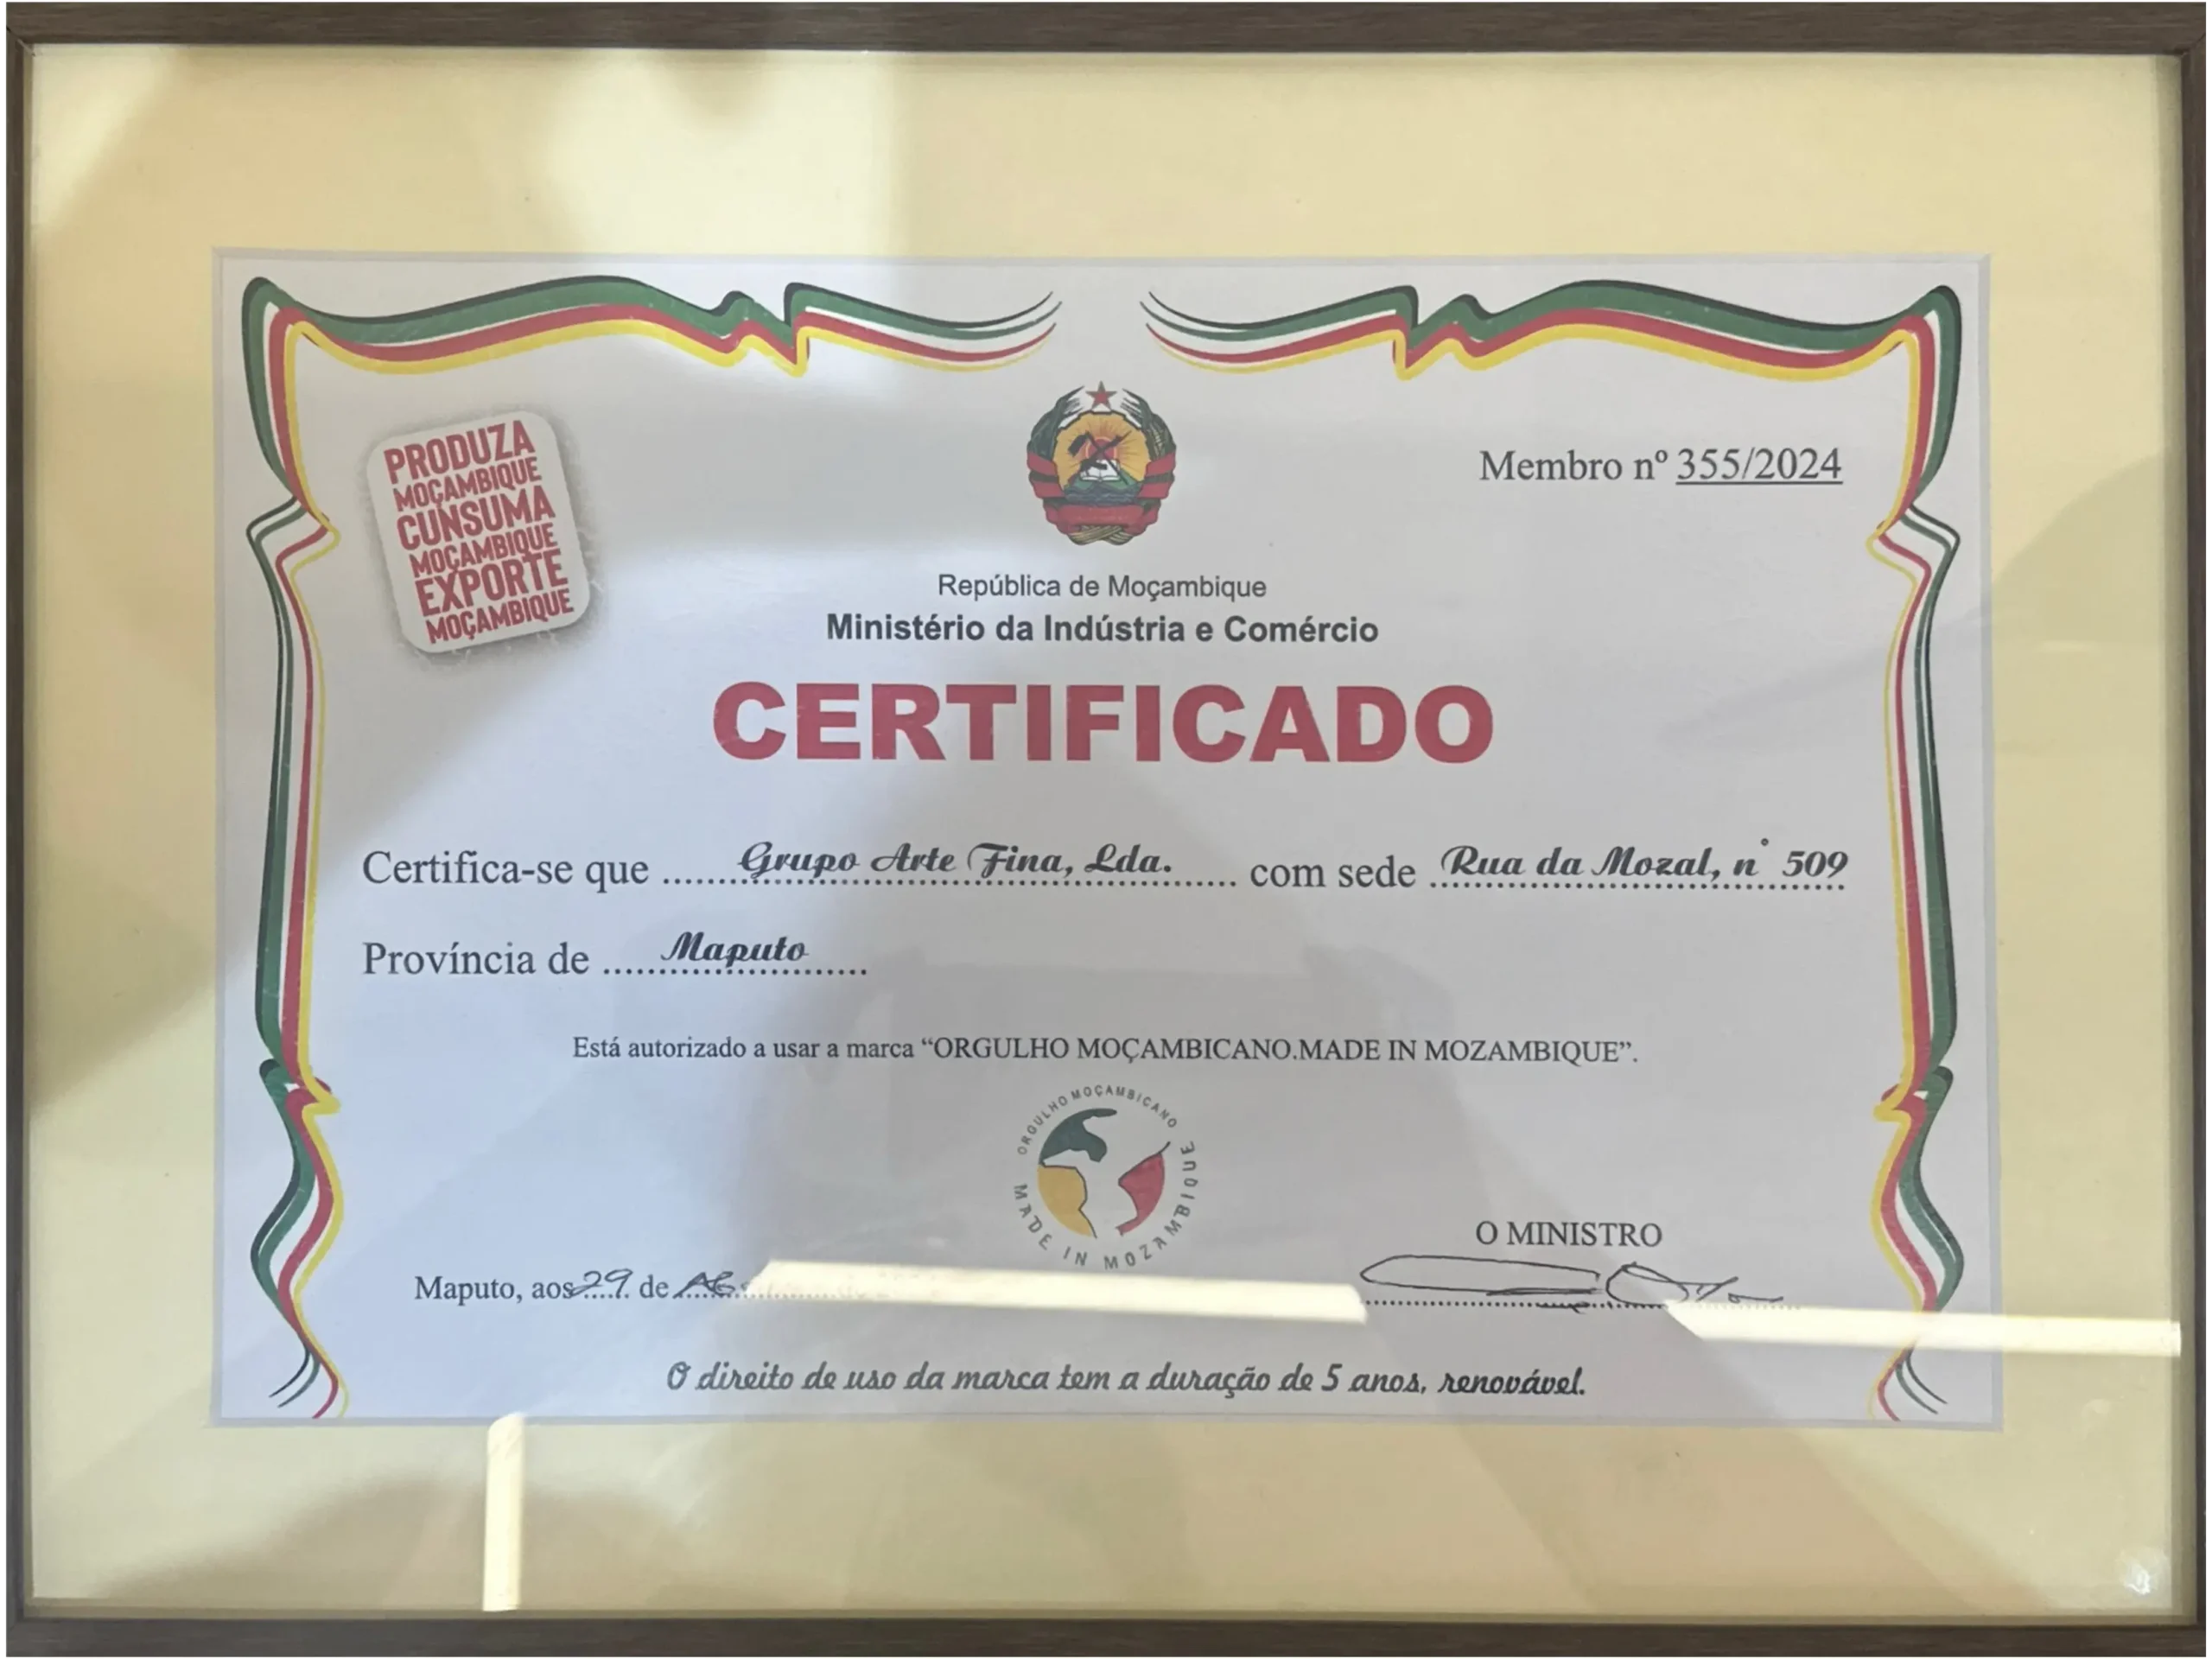 PRODUZA
MOÇAMBIQUE
CUNSUMA
MOÇAMBIQUE
EXPORTE
MOÇAMBIQUE
Membro nº 355/2024
República de Moçambique
Ministério da Indústria e Comércio
CERTIFICADO
Certifica-se que Grupo Arte Fina, Lda. com sede Rua da Mozal, n° 509
Província de Maputo
Está autorizado a usar a marca “ORGULHO MOÇAMBICANO.MADE IN MOZAMBIQUE”.
ORGULHO MOÇAMBICANO
MADE IN MOZAMBIQUE
O MINISTRO
Maputo, aos 29 de
O direito de uso da marca tem a duração de 5 anos, renovável.